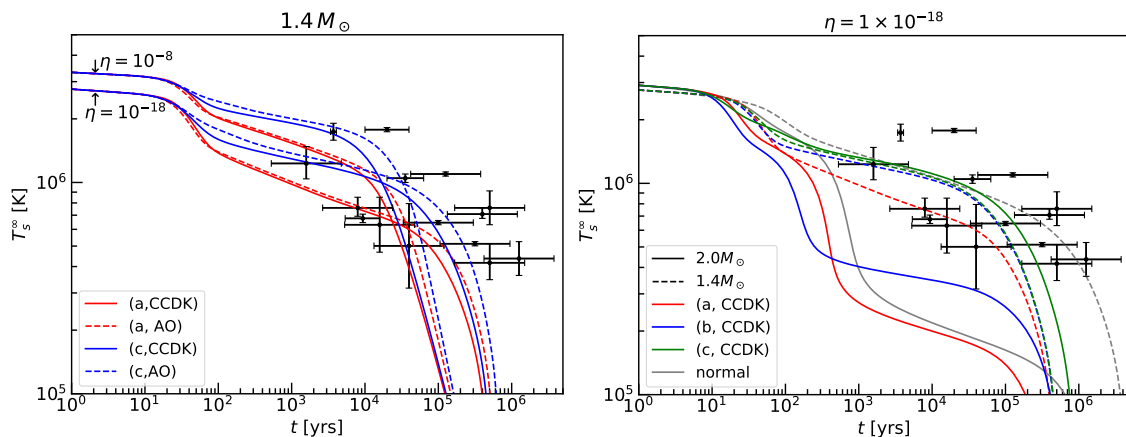 1.4 M⊙
η = 10⁻⁸
η = 10⁻¹⁸
T_s^∞ [K]
10⁶
10⁵
(a,CCDK)
(a, AO)
(c,CCDK)
(c,AO)
10⁰ 10¹ 10² 10³ 10⁴ 10⁵ 10⁶
t [yrs]
η = 1 × 10⁻¹⁸
T_s^∞ [K]
10⁶
10⁵
2.0M⊙
1.4M⊙
(a, CCDK)
(b, CCDK)
(c, CCDK)
normal
10⁰ 10¹ 10² 10³ 10⁴ 10⁵ 10⁶
t [yrs]